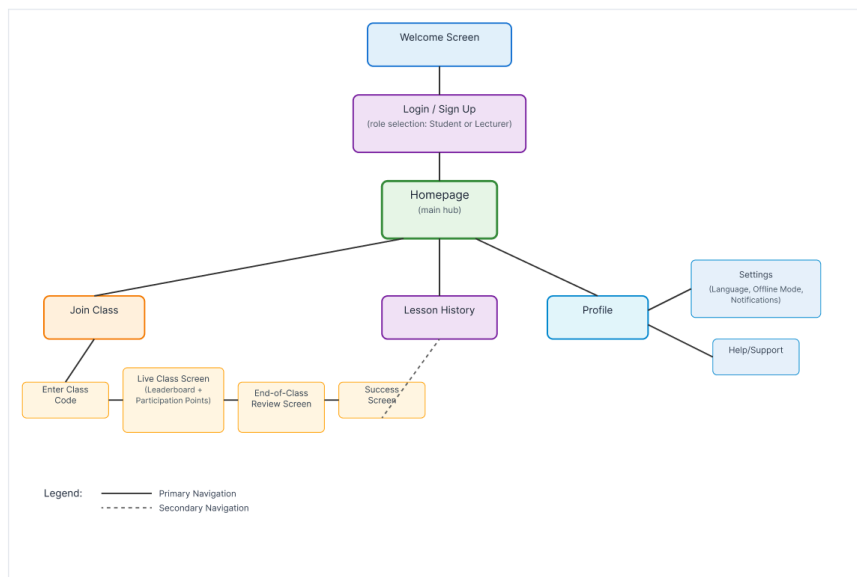 Welcome Screen
Login / Sign Up
(role selection: Student or Lecturer)
Homepage
(main hub)
Join Class
Lesson History
Profile
Settings
(Language, Offline Mode,
Notifications)
Help/Support
Enter Class
Code
Live Class Screen
(Leaderboard +
Participation Points)
End-of-Class
Review Screen
Success
Screen
Legend:
Primary Navigation
Secondary Navigation